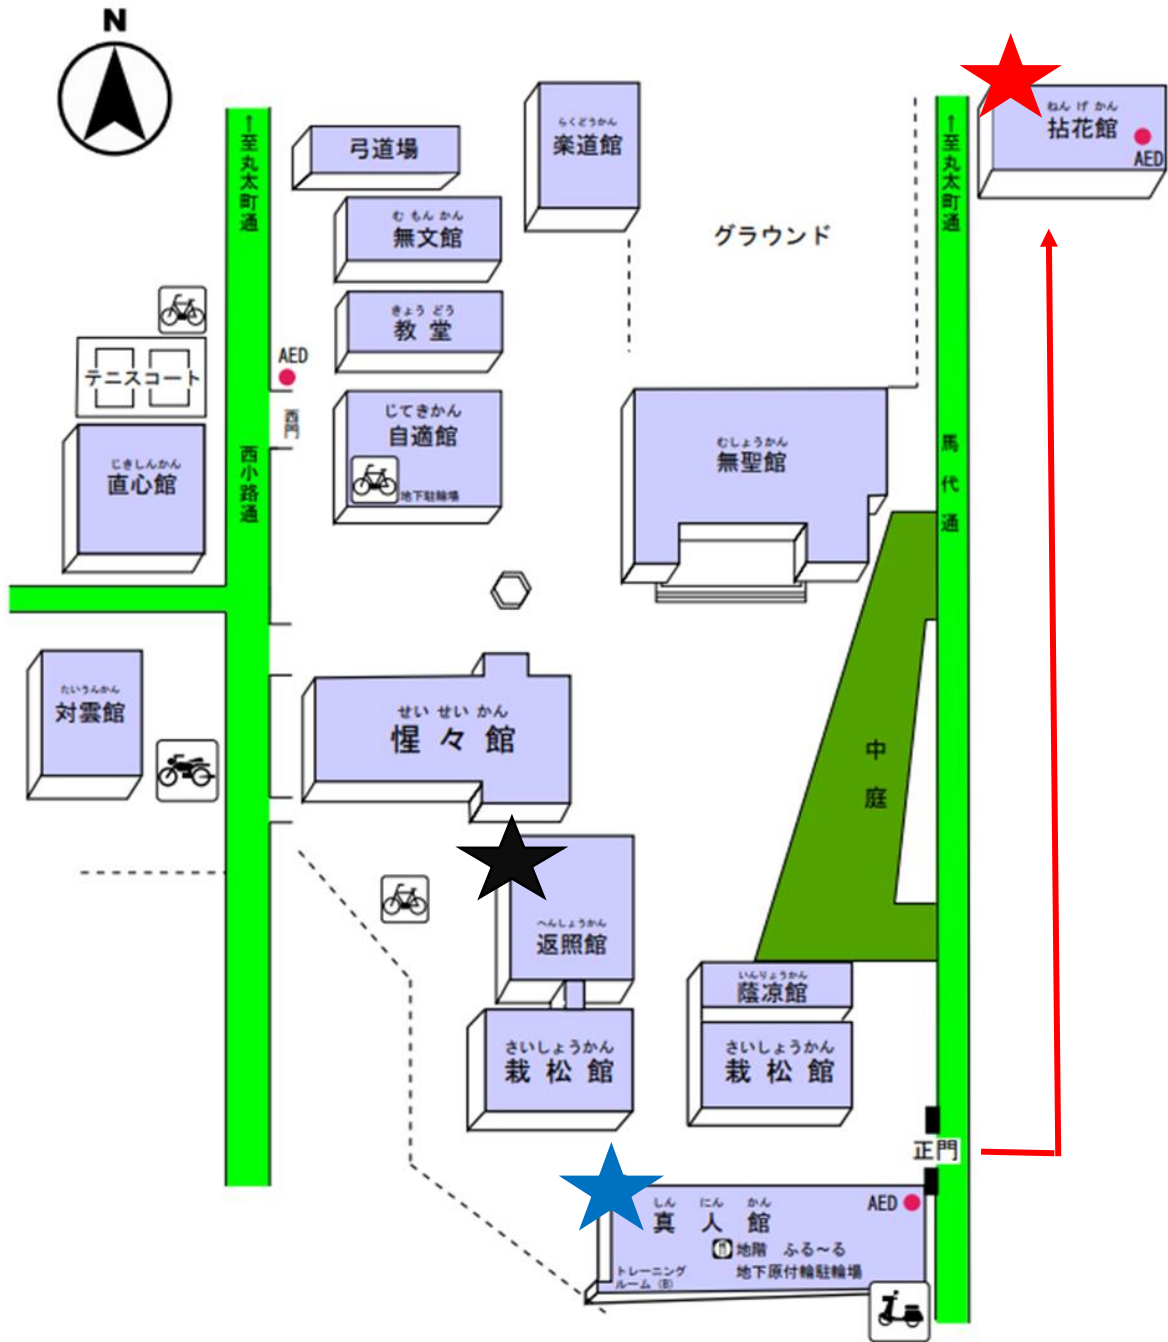 N
↑至丸太町通
弓道場
らくどうかん
楽道館
↑至丸太町通
ねんげかん
拈花館
AED
むもんかん
無文館
グラウンド
きょうどう
教堂
AED
テニスコート
西門
じてきかん
自適館
地下駐輪場
むしょうかん
無聖館
馬代通
じきしんかん
直心館
西小路通
たいうんかん
対雲館
せいせいかん
惺々館
中庭
へんしょうかん
返照館
いんりょうかん
蔭凉館
さいしょうかん
栽松館
さいしょうかん
栽松館
正門
しんにんかん
真人館
AED
地階 ふる～る
トレーニング
ルーム（B）
地下原付輪駐輪場